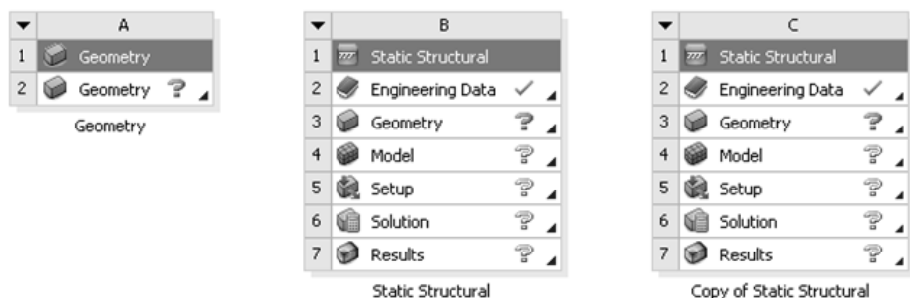 A
1 Geometry
2 Geometry ?
Geometry
B
1 Static Structural
2 Engineering Data ✓
3 Geometry ?
4 Model ?
5 Setup ?
6 Solution ?
7 Results ?
Static Structural
C
1 Static Structural
2 Engineering Data ✓
3 Geometry ?
4 Model ?
5 Setup ?
6 Solution ?
7 Results ?
Copy of Static Structural